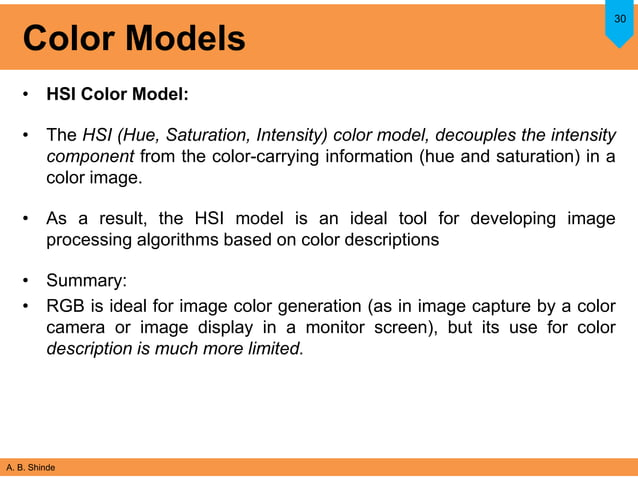 30
Color Models
• HSI Color Model:
• The HSI (Hue, Saturation, Intensity) color model, decouples the intensity
component from the color-carrying information (hue and saturation) in a
color image.
• As a result, the HSI model is an ideal tool for developing image
processing algorithms based on color descriptions
• Summary:
• RGB is ideal for image color generation (as in image capture by a color
camera or image display in a monitor screen), but its use for color
description is much more limited.
A. B. Shinde